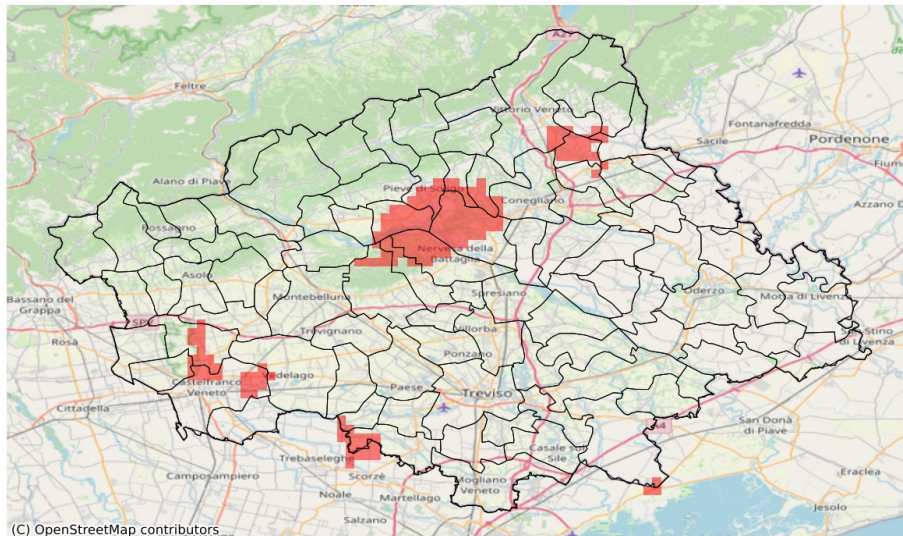 A27
Feltre
Vittorio Veneto
Fontanafredda
Pordenone
Sacile
Alano di Piave
Pieve di Soligo
Conegliano
Azzano D
Possagno
Nervesa della
Battaglia
Asolo
Bassano del
Grappa
Montebelluna
Spresiano
Oderzo
Motta di Livenza
Rosà
Trevignano
Villorba
di Livenza
Ponzano
Castelfranco
Veneto
Paese
Treviso
Cittadella
A4
San Donà
di Piave
Casale sul
Sile
Trebaseleghe
Camposampiero
Scorzè
Mogliano
Veneto
Eraclea
Noale
Martellago
Jesolo
Salzano
(C) OpenStreetMap contributors